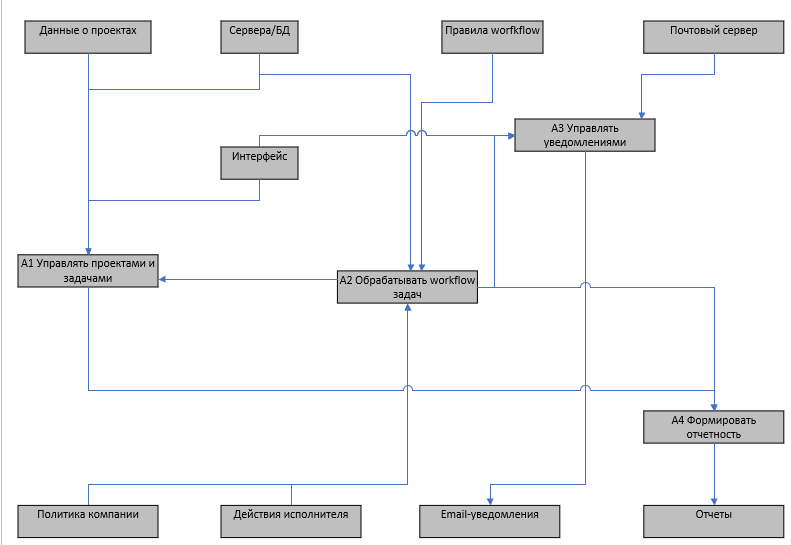 Данные о проектах
Сервера/БД
Правила worfkflow
Почтовый сервер
А3 Управлять
уведомлениями
Интерфейс
А1 Управлять проектами и
задачами
А2 Обрабатывать workflow
задач
А4 Формировать
отчетность
Политика компании
Действия исполнителя
Email-уведомления
Отчеты